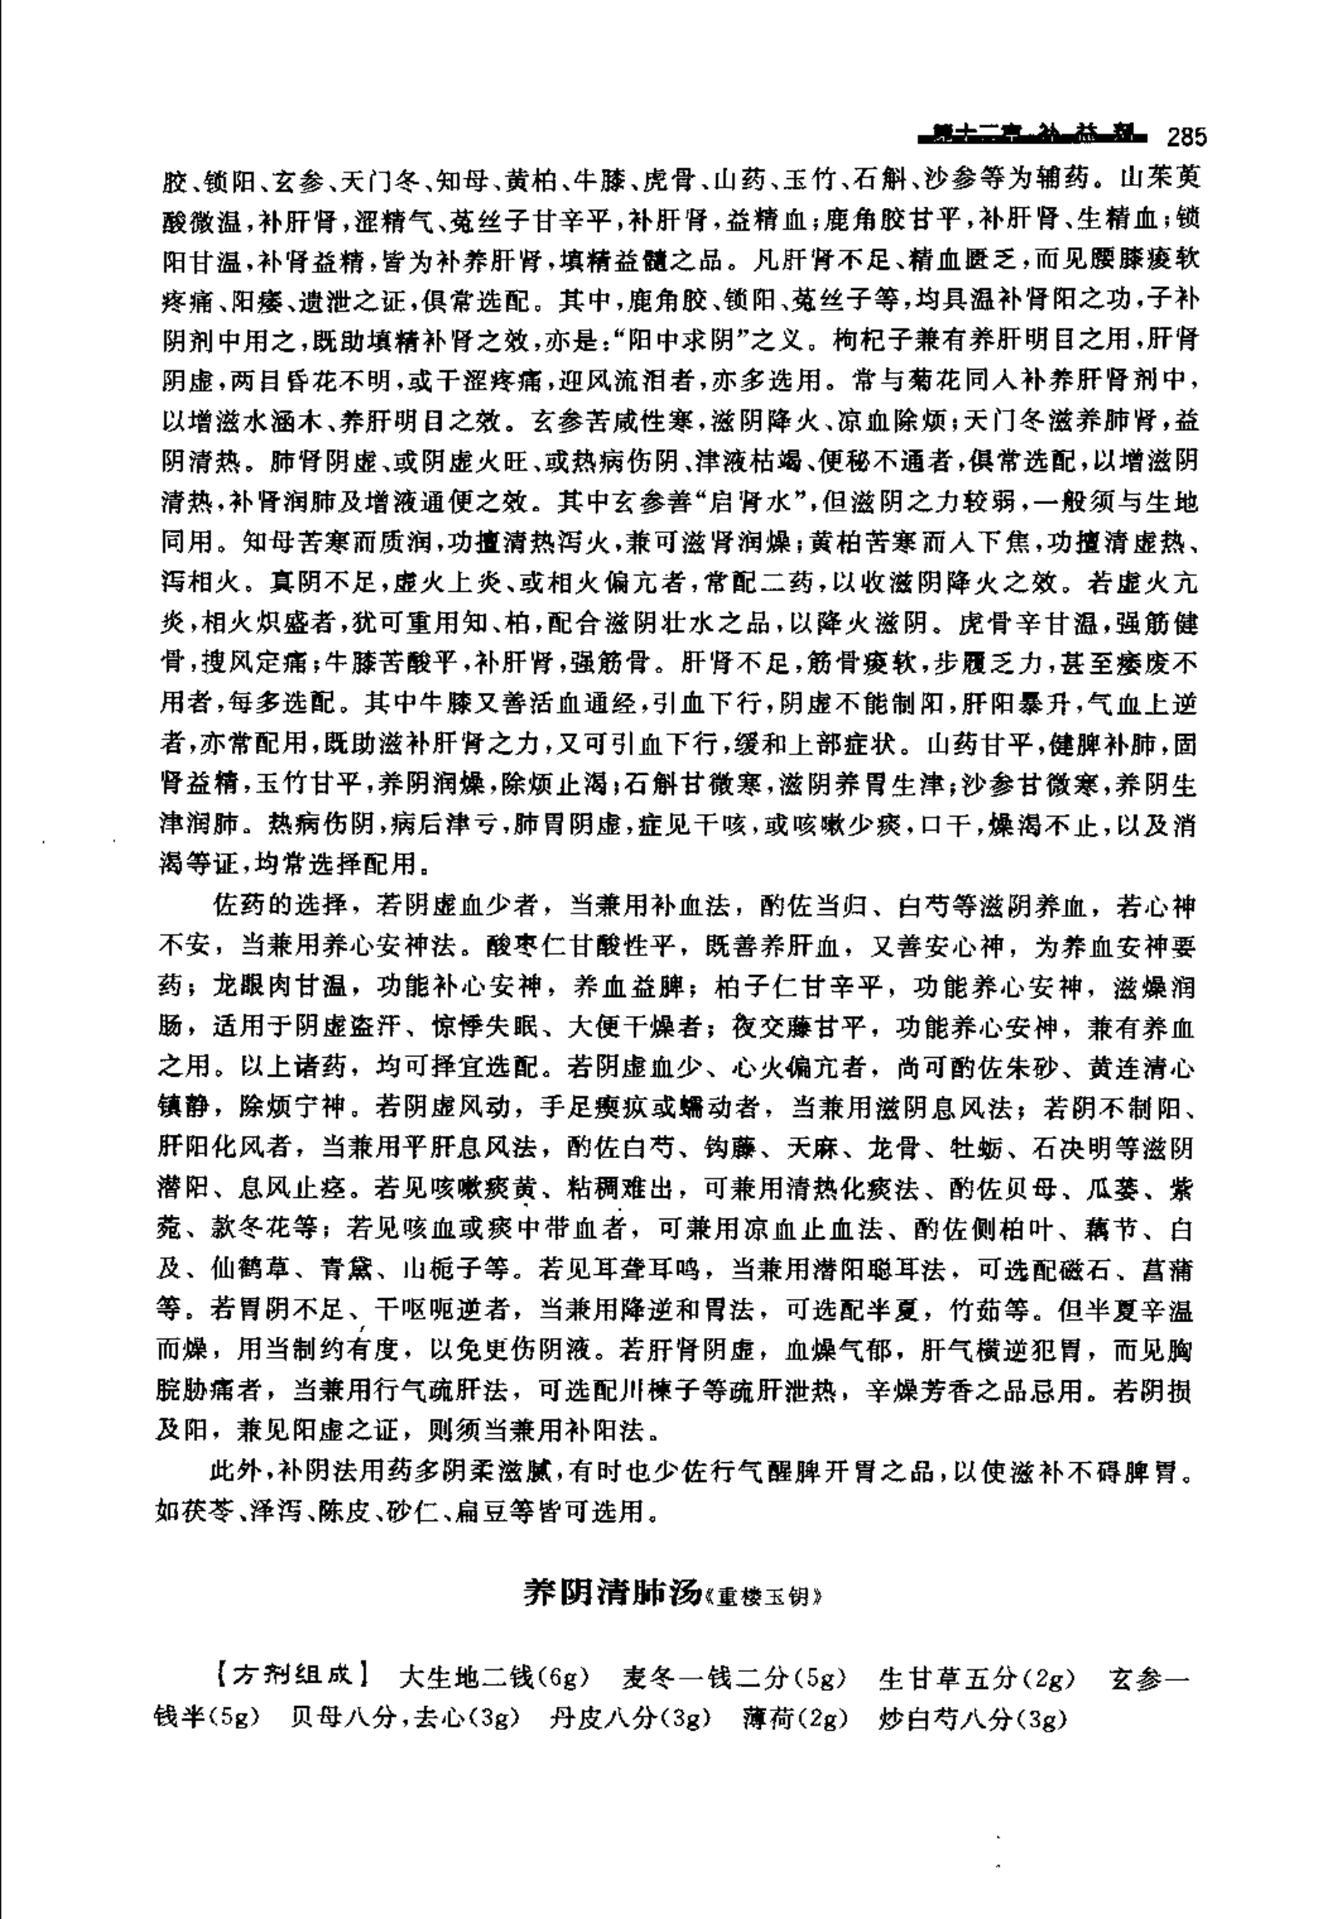 第十二章 补益剂 285
胶、锁阳、玄参、天门冬、知母、黄柏、牛膝、虎骨、山药、玉竹、石斛、沙参等为辅药。山茱萸
酸微温,补肝肾,涩精气、菟丝子甘辛平,补肝肾,益精血;鹿角胶甘平,补肝肾、生精血;锁
阳甘温,补肾益精,皆为补养肝肾,填精益髓之品。凡肝肾不足、精血匮乏,而见腰膝痠软
疼痛、阳痿、遗泄之证,俱常选配。其中,鹿角胶、锁阳、菟丝子等,均具温补肾阳之功,子补
阴剂中用之,既助填精补肾之效,亦是:“阳中求阴”之义。枸杞子兼有养肝明目之用,肝肾
阴虚,两目昏花不明,或干涩疼痛,迎风流泪者,亦多选用。常与菊花同人补养肝肾剂中,
以增滋水涵木、养肝明目之效。玄参苦咸性寒,滋阴降火、凉血除烦;天门冬滋养肺肾,益
阴清热。肺肾阴虚、或阴虚火旺、或热病伤阴、津液枯竭、便秘不通者,俱常选配,以增滋阴
清热,补肾润肺及增液通便之效。其中玄参善“启肾水”,但滋阴之力较弱,一般须与生地
同用。知母苦寒而质润,功擅清热泻火,兼可滋肾润燥;黄柏苦寒而人下焦,功擅清虚热、
泻相火。真阴不足,虚火上炎、或相火偏亢者,常配二药,以收滋阴降火之效。若虚火亢
炎,相火炽盛者,犹可重用知、柏,配合滋阴壮水之品,以降火滋阴。虎骨辛甘温,强筋健
骨,搜风定痛;牛膝苦酸平,补肝肾,强筋骨。肝肾不足,筋骨痠软,步履乏力,甚至痿废不
用者,每多选配。其中牛膝又善活血通经,引血下行,阴虚不能制阳,肝阳暴升,气血上逆
者,亦常配用,既助滋补肝肾之力,又可引血下行,缓和上部症状。山药甘平,健脾补肺,固
肾益精,玉竹甘平,养阴润燥,除烦止渴;石斛甘微寒,滋阴养胃生津;沙参甘微寒,养阴生
津润肺。热病伤阴,病后津亏,肺胃阴虚,症见干咳,或咳嗽少痰,口干,燥渴不止,以及消
渴等证,均常选择配用。
佐药的选择，若阴虚血少者，当兼用补血法，酌佐当归、白芍等滋阴养血，若心神
不安，当兼用养心安神法。酸枣仁甘酸性平，既善养肝血，又善安心神，为养血安神要
药；龙眼肉甘温，功能补心安神，养血益脾；柏子仁甘辛平，功能养心安神，滋燥润
肠，适用于阴虚盗汗、惊悸失眠、大便干燥者；夜交藤甘平，功能养心安神，兼有养血
之用。以上诸药，均可择宜选配。若阴虚血少、心火偏亢者，尚可酌佐朱砂、黄连清心
镇静，除烦宁神。若阴虚风动，手足瘈疭或蠕动者，当兼用滋阴息风法；若阴不制阳、
肝阳化风者，当兼用平肝息风法，酌佐白芍、钩藤、天麻、龙骨、牡蛎、石决明等滋阴
潜阳、息风止痉。若见咳嗽痰黄、粘稠难出，可兼用清热化痰法、酌佐贝母、瓜蒌、紫
菀、款冬花等；若见咳血或痰中带血者，可兼用凉血止血法、酌佐侧柏叶、藕节、白
及、仙鹤草、青黛、山栀子等。若见耳聋耳鸣，当兼用潜阳聪耳法，可选配磁石、菖蒲
等。若胃阴不足、干呕呃逆者，当兼用降逆和胃法，可选配半夏，竹茹等。但半夏辛温
而燥，用当制约有度，以免更伤阴液。若肝肾阴虚，血燥气郁，肝气横逆犯胃，而见胸
脘胁痛者，当兼用行气疏肝法，可选配川楝子等疏肝泄热，辛燥芳香之品忌用。若阴损
及阳，兼见阳虚之证，则须当兼用补阳法。
此外,补阴法用药多阴柔滋腻,有时也少佐行气醒脾开胃之品,以使滋补不碍脾胃。
如茯苓、泽泻、陈皮、砂仁、扁豆等皆可选用。
养阴清肺汤《重楼玉钥》
【方剂组成】 大生地二钱(6g) 麦冬一钱二分(5g) 生甘草五分(2g) 玄参一
钱半(5g) 贝母八分,去心(3g) 丹皮八分(3g) 薄荷(2g) 炒白芍八分(3g)